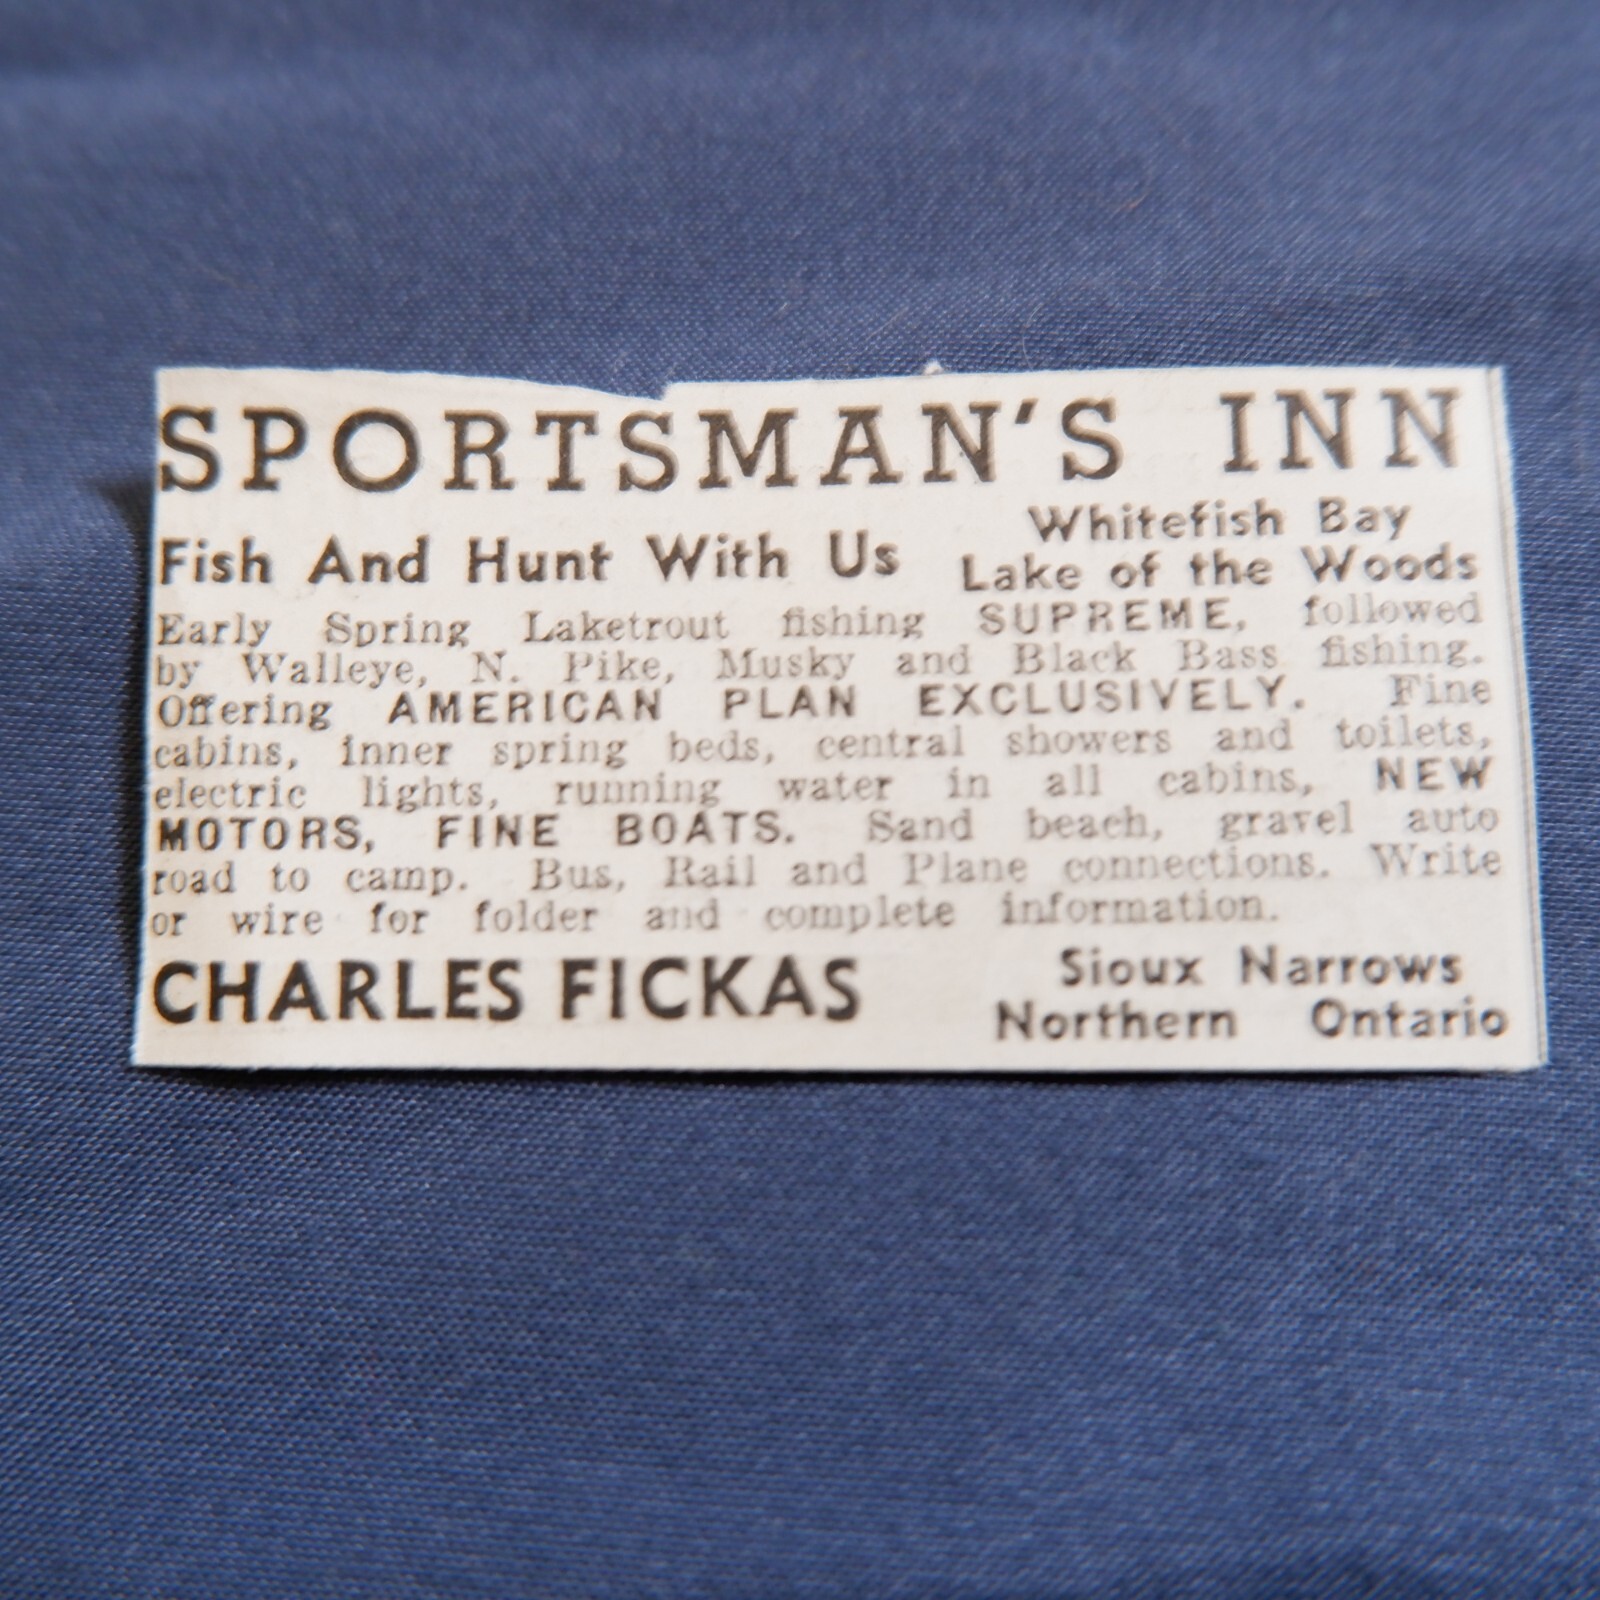 SPORTSMAN'S INN
Fish And Hunt With Us
Whitefish Bay
Lake of the Woods
Early Spring Laketrout fishing SUPREME, followed
by Walleye, N. Pike, Musky and Black Bass fishing.
Offering AMERICAN PLAN EXCLUSIVELY. Fine
cabins, inner spring beds, central showers and toilets,
electric lights, running water in all cabins, NEW
MOTORS, FINE BOATS. Sand beach, gravel auto
road to camp. Bus, Rail and Plane connections. Write
or wire for folder and complete information.
CHARLES FICKAS
Sioux Narrows
Northern Ontario